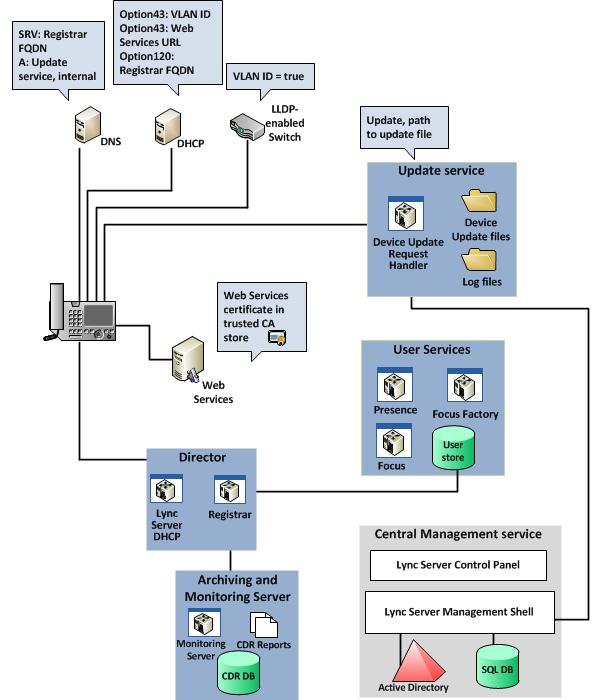 SRV: Registrar
FQDN
A: Update
service, internal
Option43: VLAN ID
Option43: Web
Services URL
Option120:
Registrar FQDN
VLAN ID = true
DNS
DHCP
LLDP-
enabled
Switch
Update, path
to update file
Update service
Device Update
Request
Handler
Device
Update files
Log files
Web Services
certificate in
trusted CA
store
Web
Services
User Services
Presence
Focus Factory
Focus
User
store
Director
Lync
Server
DHCP
Registrar
Archiving and
Monitoring Server
Monitoring
Server
CDR Reports
CDR DB
Central Management service
Lync Server Control Panel
Lync Server Management Shell
Active Directory
SQL DB